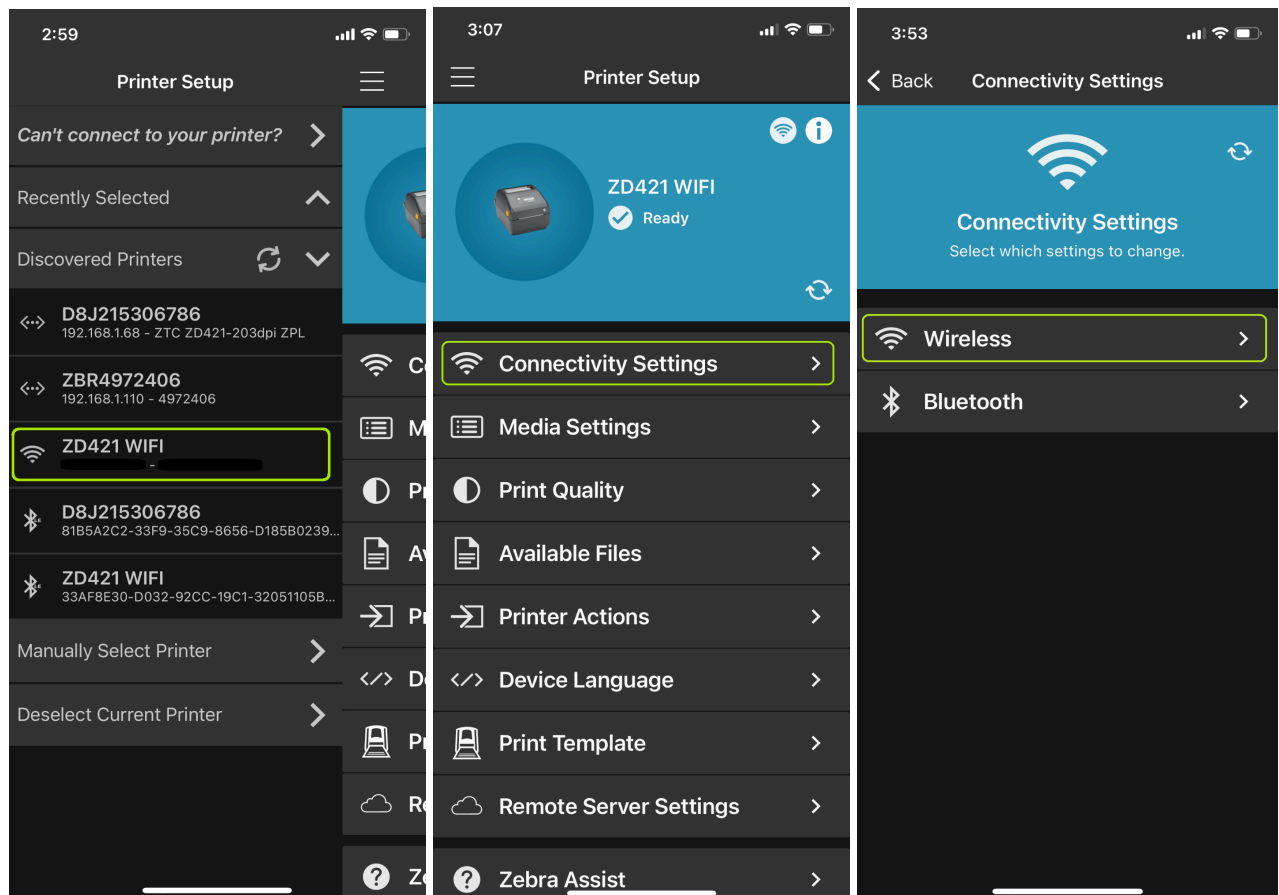 2:59
Printer Setup
Can't connect to your printer?
Recently Selected
Discovered Printers
D8J215306786
192.168.1.68 - ZTC ZD421-203dpi ZPL
ZBR4972406
192.168.1.110 - 4972406
ZD421 WIFI
-
D8J215306786
81B5A2C2-33F9-35C9-8656-D185B0239...
ZD421 WIFI
33AF8E30-D032-92CC-19C1-32051105B...
Manually Select Printer
Deselect Current Printer
3:07
Printer Setup
ZD421 WIFI
Ready
Connectivity Settings
Media Settings
Print Quality
Available Files
Printer Actions
Device Language
Print Template
Remote Server Settings
Zebra Assist
3:53
Back
Connectivity Settings
Connectivity Settings
Select which settings to change.
Wireless
Bluetooth